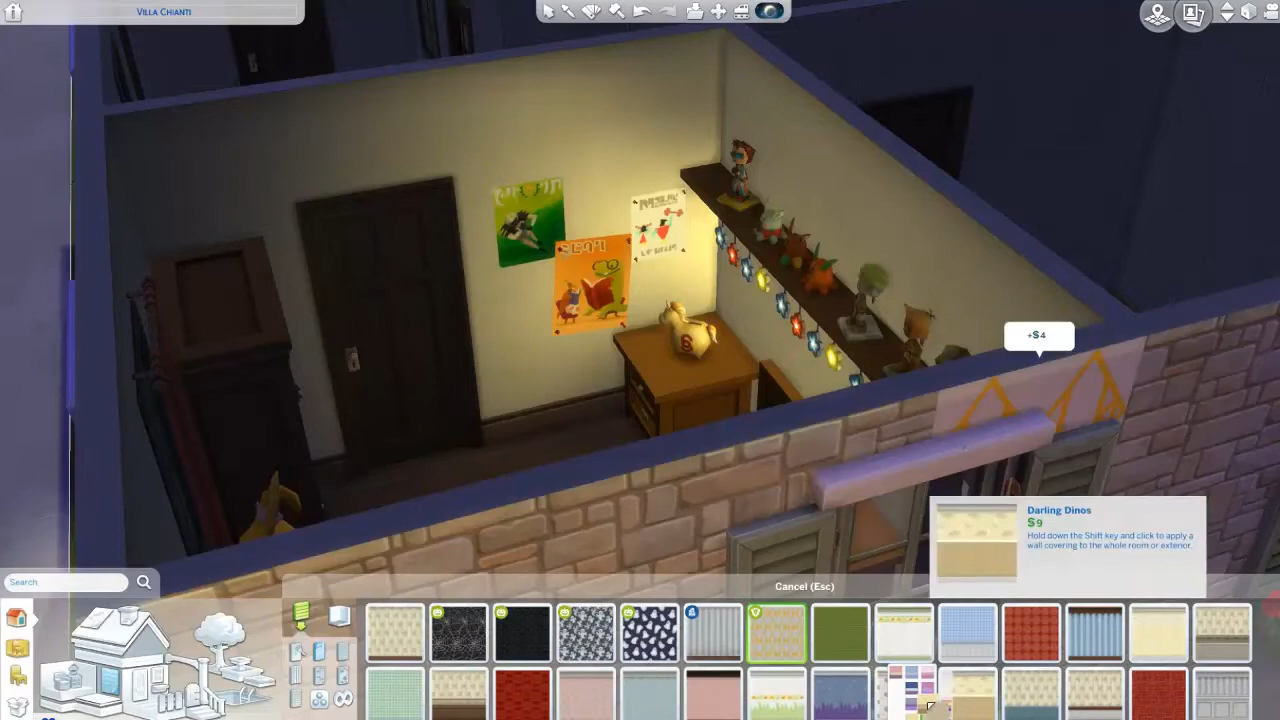 VILLA CHIANTI
+§4
Darling Dinos
§9
Hold down the Shift key and click to apply a
wall covering to the whole room or exterior.
Search
Cancel (Esc)